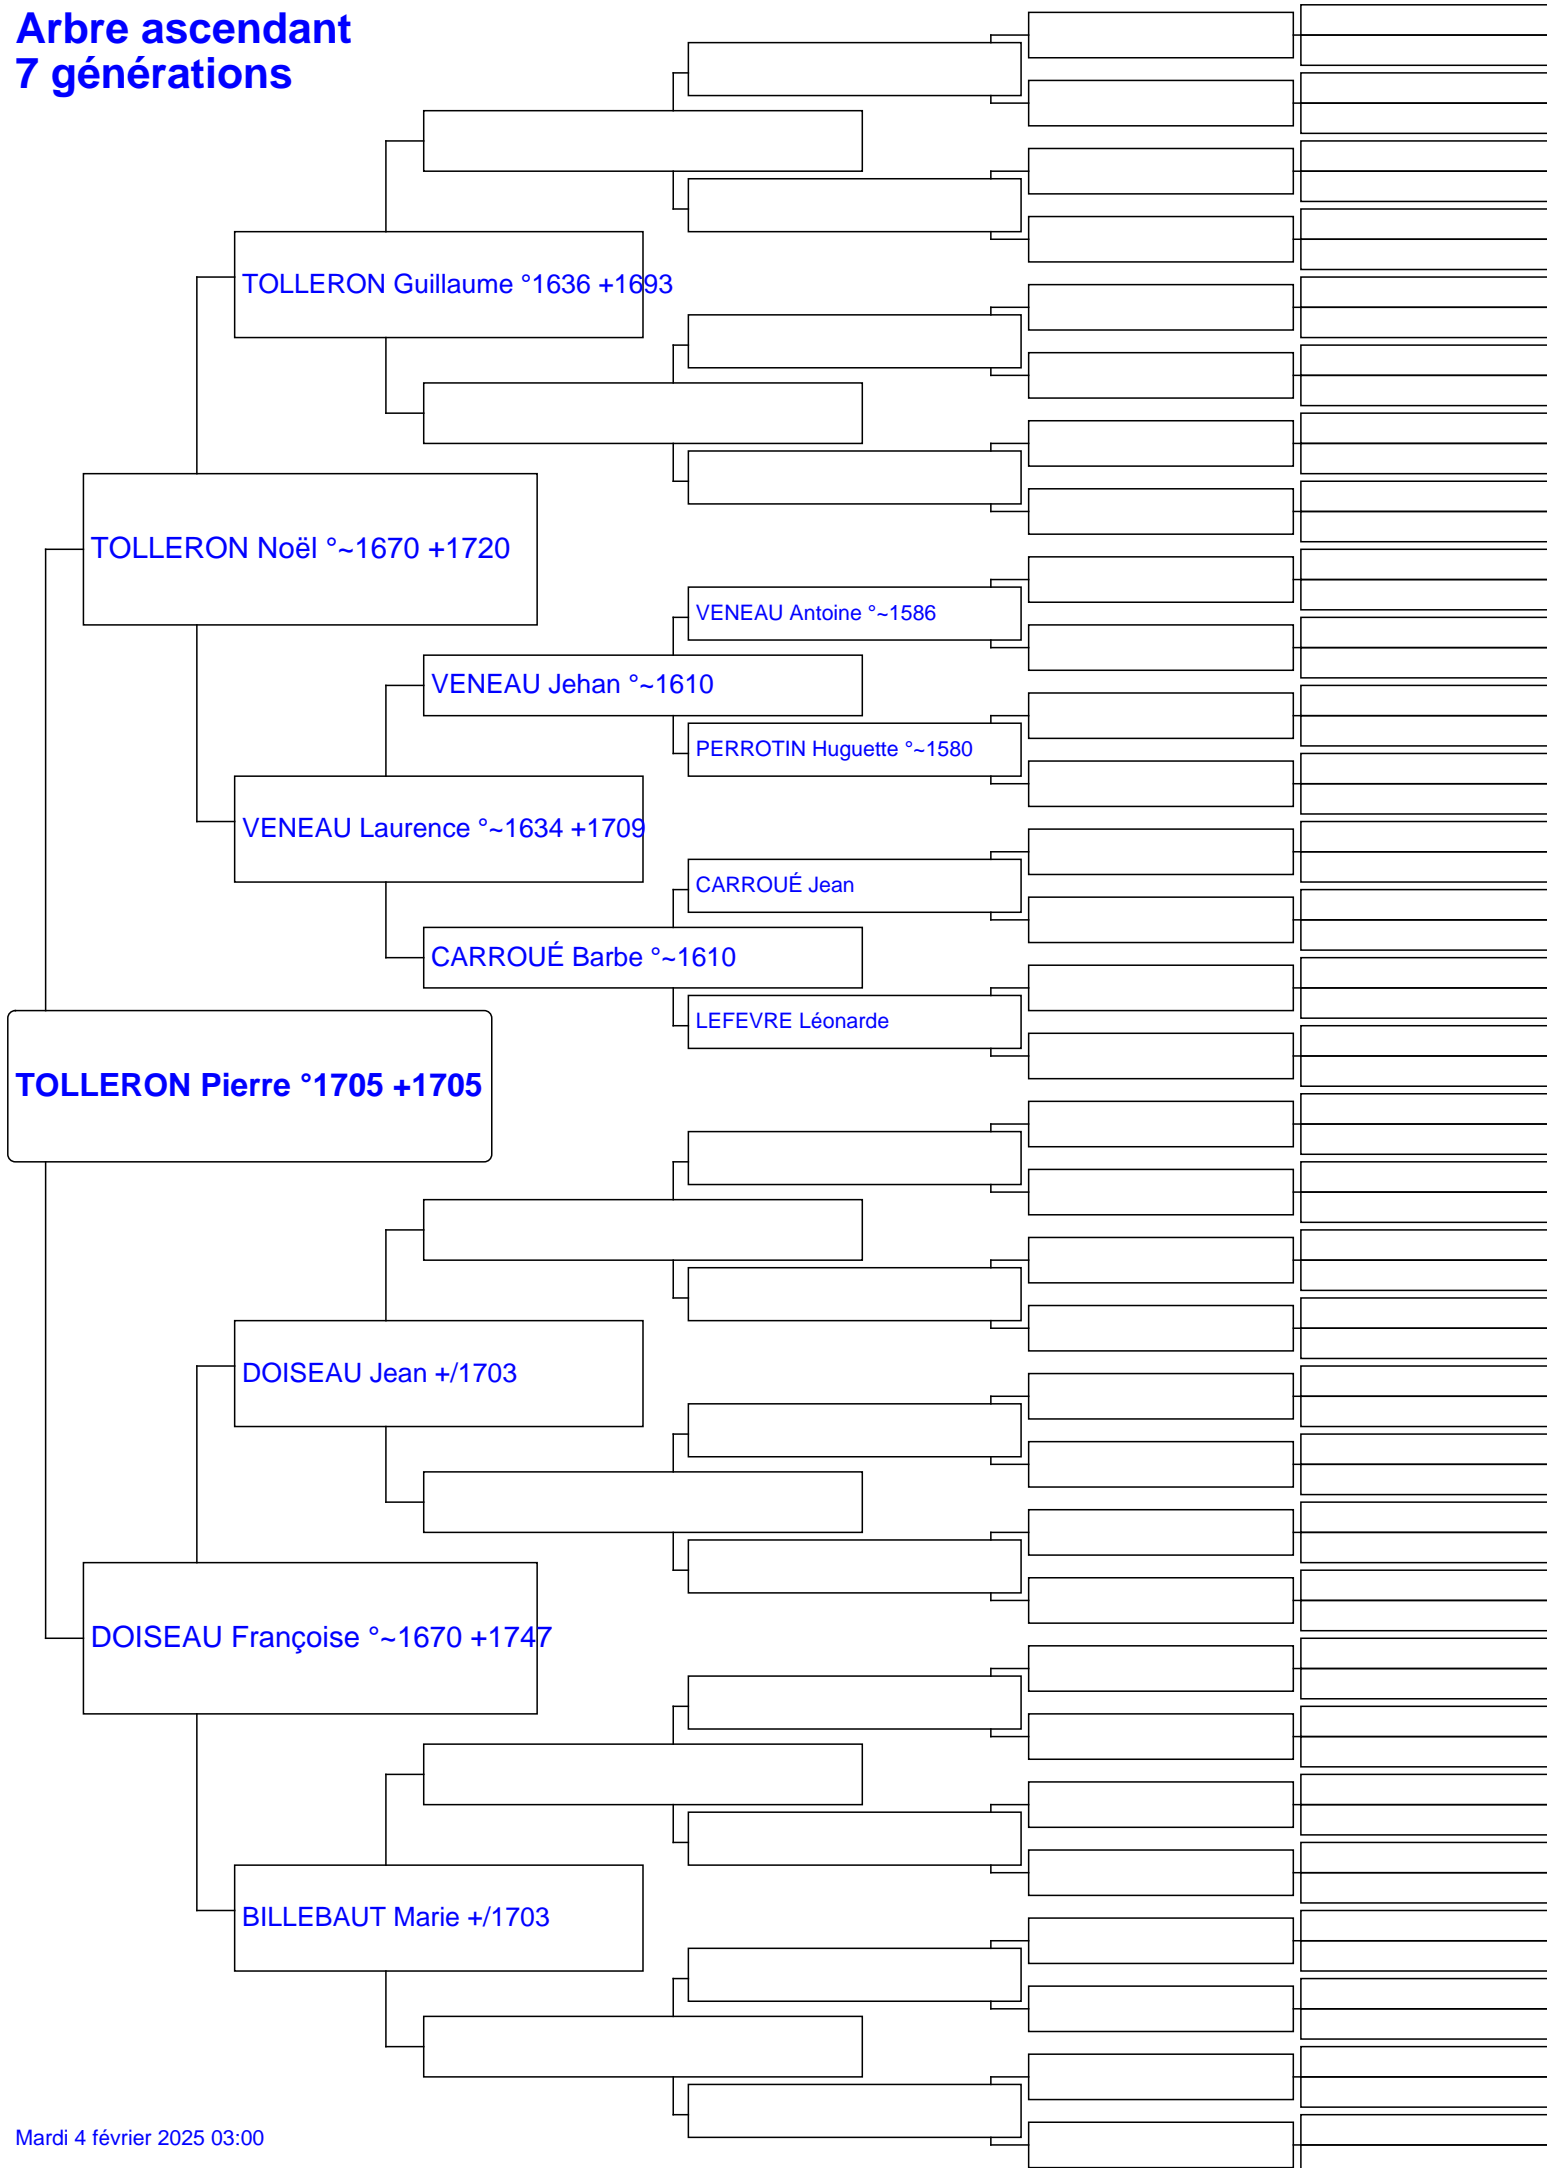 Arbre ascendant
7 générations
TOLLERON Guillaume °1636 +1693
TOLLERON Noël °~1670 +1720
VENEAU Antoine °~1586
VENEAU Jehan °~1610
PERROTIN Huguette °~1580
VENEAU Laurence °~1634 +1709
CARROUÉ Jean
CARROUÉ Barbe °~1610
LEFEVRE Léonarde
TOLLERON Pierre °1705 +1705
DOISEAU Jean +/1703
DOISEAU Françoise °~1670 +1747
BILLEBAUT Marie +/1703
Mardi 4 février 2025 03:00